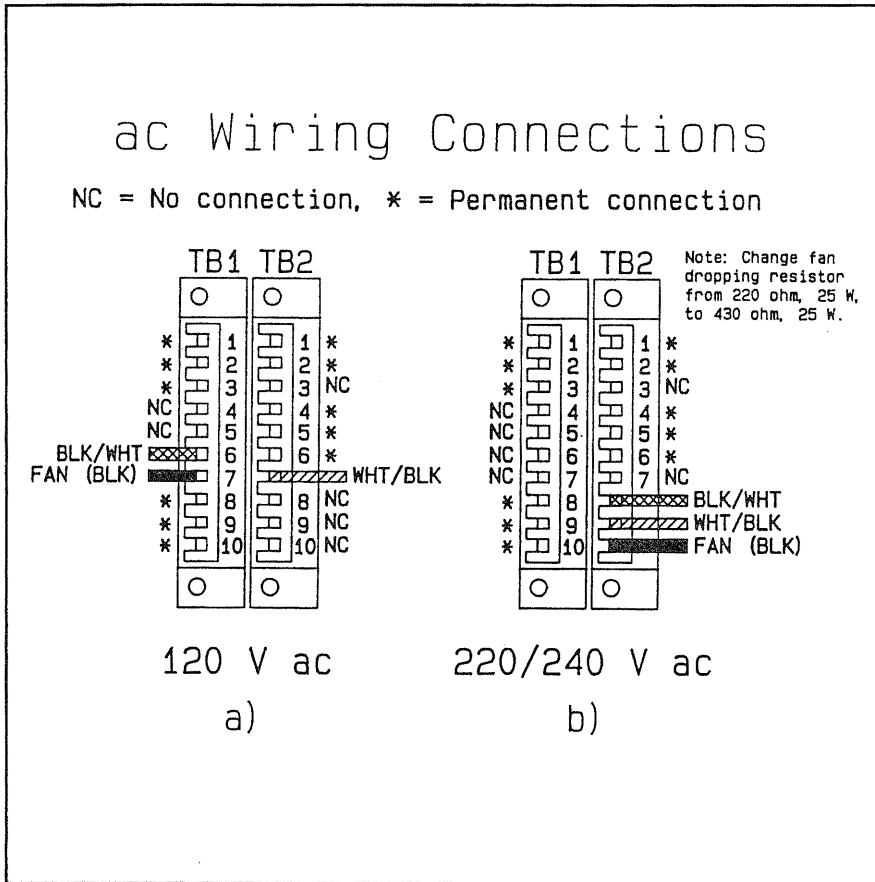 ac Wiring Connections
NC = No connection, * = Permanent connection
TB1 TB2
* 1 1 *
* 2 2 *
* 3 3 NC
NC 4 4 *
NC 5 5 *
BLK/WHT 6 6 *
FAN (BLK) 7 WHT/BLK
* 8 8 NC
* 9 9 NC
* 10 10 NC
120 V ac
a)
TB1 TB2
Note: Change fan
dropping resistor
from 220 ohm, 25 W,
to 430 ohm, 25 W.
* 1 1 *
* 2 2 *
* 3 3 NC
NC 4 4 *
NC 5 5 *
NC 6 6 *
NC 7 7 NC
* 8 BLK/WHT
* 9 WHT/BLK
* 10 FAN (BLK)
220/240 V ac
b)